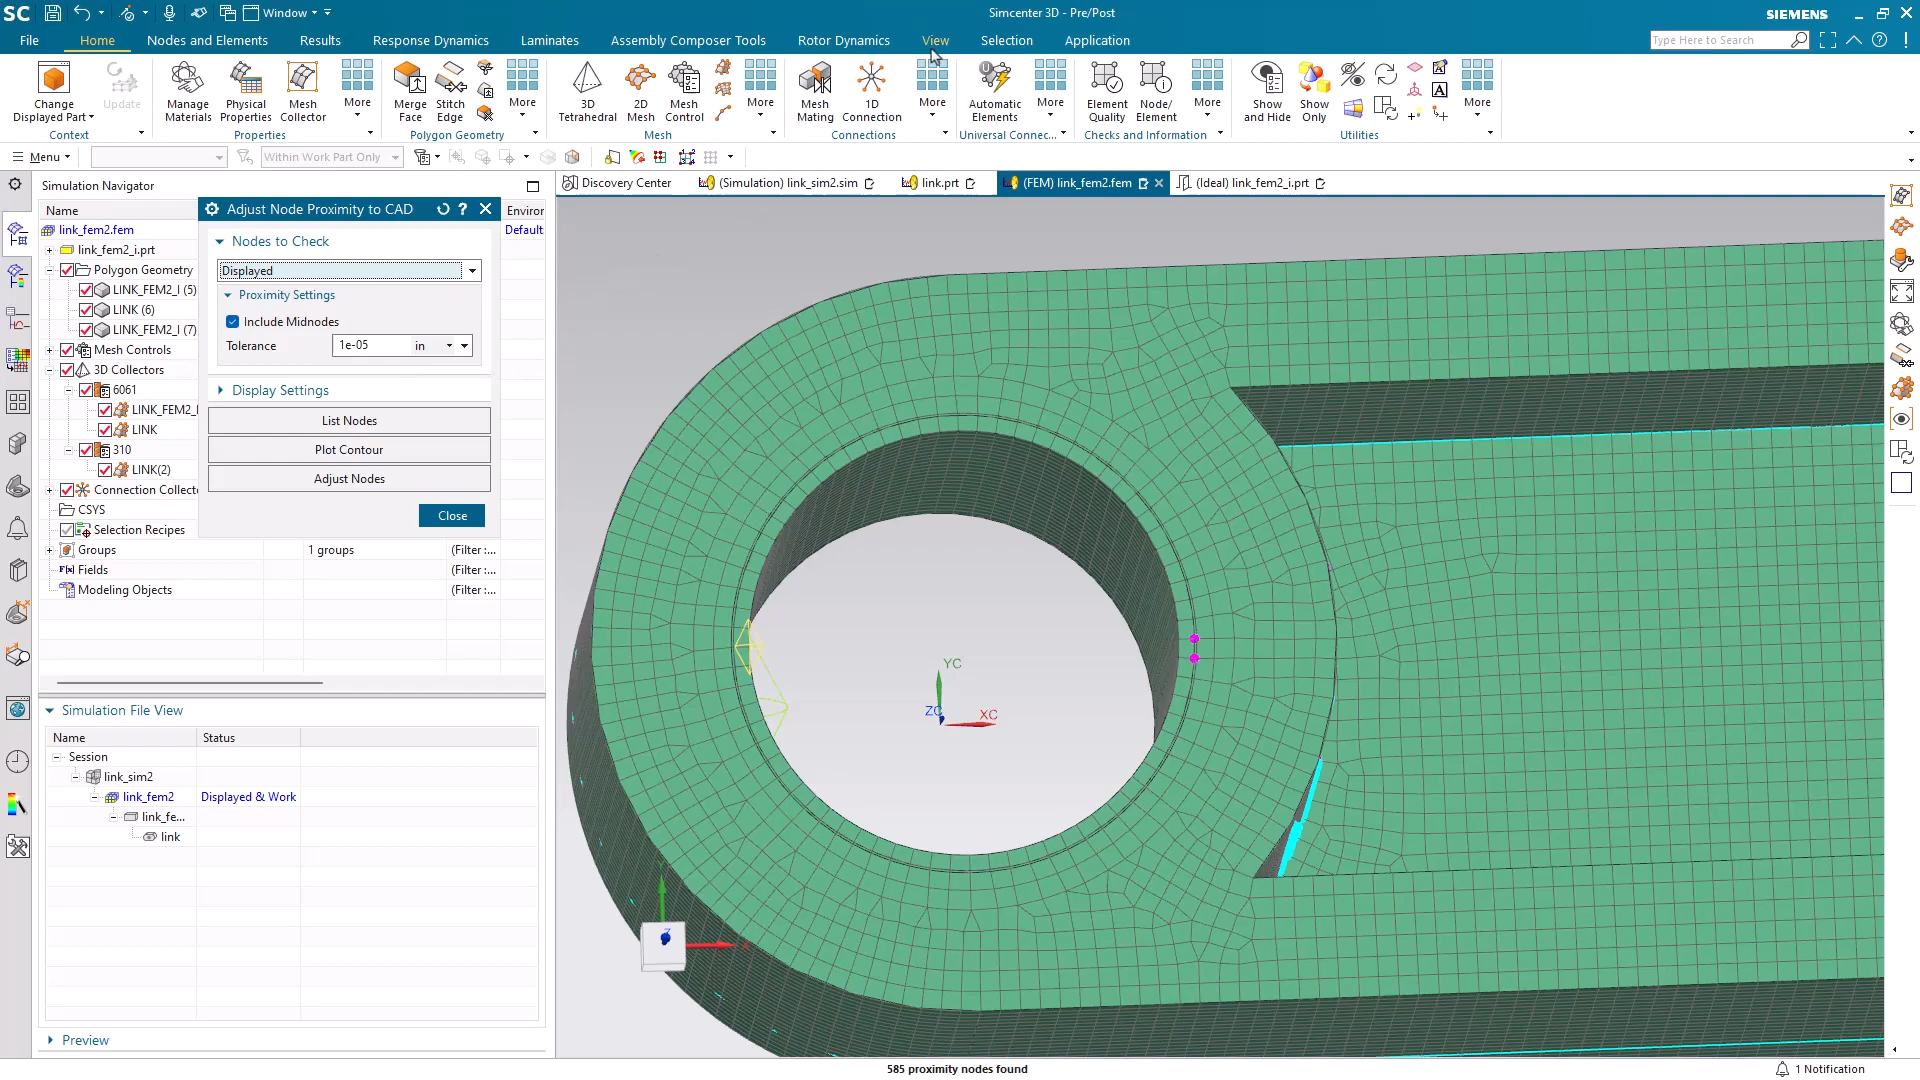 SC
Window
Simcenter 3D - Pre/Post
SIEMENS
File
Home
Nodes and Elements
Results
Response Dynamics
Laminates
Assembly Composer Tools
Rotor Dynamics
View
Selection
Application
Type Here to Search
Change Displayed Part
Update
Manage Materials
Physical Properties
Mesh Collector
More
Merge Face
Stitch Edge
More
3D Tetrahedral
2D Mesh
Mesh Control
More
Mesh Mating
1D Connection
More
Automatic Elements
More
Element Quality
Node/ Element
More
Show and Hide
Show Only
More
Context
Properties
Polygon Geometry
Mesh
Connections
Universal Connec...
Checks and Information
Utilities
Menu
Within Work Part Only
Simulation Navigator
Discovery Center
(Simulation) link_sim2.sim
link.prt
(FEM) link_fem2.fem
(Ideal) link_fem2_i.prt
Name
Environ
link_fem2.fem
Default
link_fem2_i.prt
Polygon Geometry
LINK_FEM2_I (5)
LINK (6)
LINK_FEM2_I (7)
Mesh Controls
3D Collectors
6061
LINK_FEM2_I
LINK
310
LINK(2)
Connection Collecto
CSYS
Selection Recipes
Groups
1 groups
(Filter :...
Fields
(Filter :...
Modeling Objects
(Filter :...
Adjust Node Proximity to CAD
Nodes to Check
Displayed
Proximity Settings
Include Midnodes
Tolerance
1e-05
in
Display Settings
List Nodes
Plot Contour
Adjust Nodes
Close
Simulation File View
Name
Status
Session
link_sim2
link_fem2
Displayed & Work
link_fe...
link
Preview
YC
ZC
XC
585 proximity nodes found
1 Notification